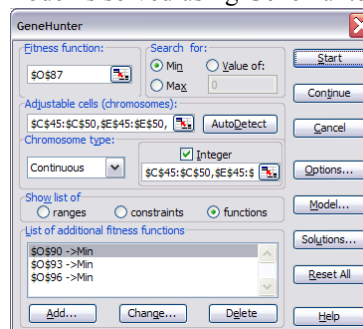 GeneHunter
Fitness function:
$O$87
Search for:
Min
Value of:
Max
0
Adjustable cells (chromosomes):
$C$45:$C$50,$E$45:$E$50,
AutoDetect
Chromosome type:
Continuous
Integer
$C$45:$C$50,$E$45:$
Show list of
ranges
constraints
functions
List of additional fitness functions
$O$90 ->Min
$O$93 ->Min
$O$96 ->Min
Add...
Change...
Delete
Start
Continue
Cancel
Options...
Model...
Solutions...
Reset All
Help